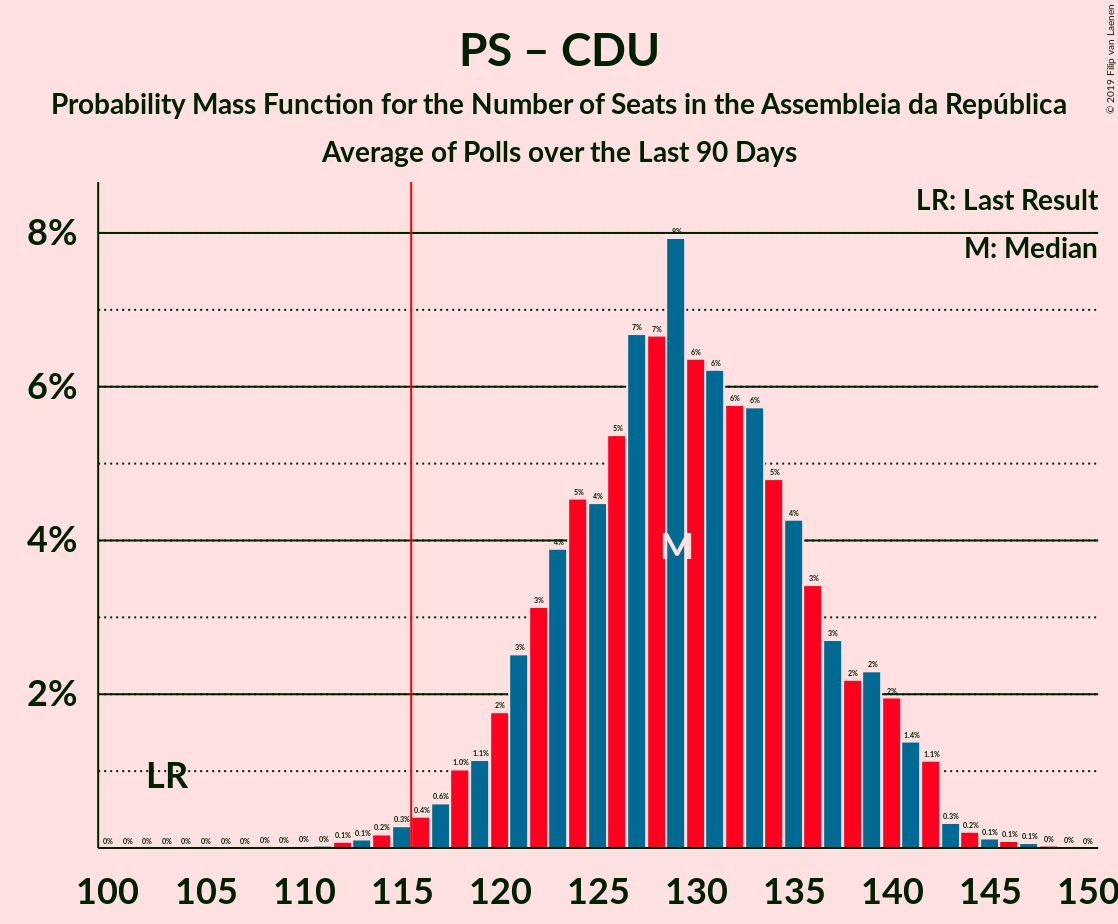 PS – CDU
Probability Mass Function for the Number of Seats in the Assembleia da República
Average of Polls over the Last 90 Days
© 2019 Filip van Laenen
LR: Last Result
M: Median
8%
6%
4%
2%
0% 0% 0% 0% 0% 0% 0% 0% 0% 0% 0% 0% 0.1% 0.1% 0.2% 0.3% 0.4% 0.6% 1.0% 1.1% 2% 3% 3% 4% 5% 4% 5% 7% 7% 8% 6% 6% 6% 6% 5% 4% 3% 3% 2% 2% 2% 1.4% 1.1% 0.3% 0.2% 0.1% 0.1% 0.1% 0% 0% 0%
M
LR
100 105 110 115 120 125 130 135 140 145 150